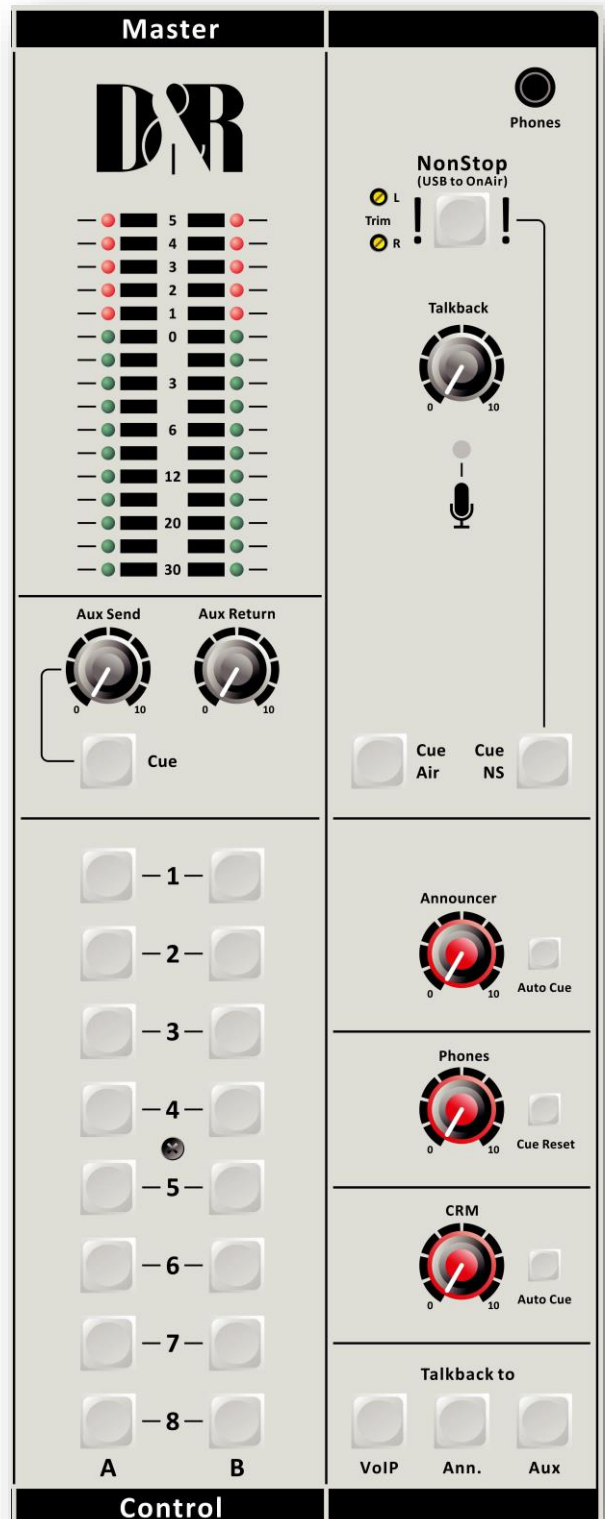 Master
D&R
5
4
3
2
1
0
3
6
12
20
30
Aux Send
0 10
Aux Return
0 10
Cue
1
2
3
4
5
6
7
8
A B
Control
Phones
NonStop
(USB to OnAir)
L
Trim
R
! !
Talkback
0 10
Cue
Air
Cue
NS
Announcer
0 10
Auto Cue
Phones
0 10
Cue Reset
CRM
0 10
Auto Cue
Talkback to
VoIP Ann. Aux